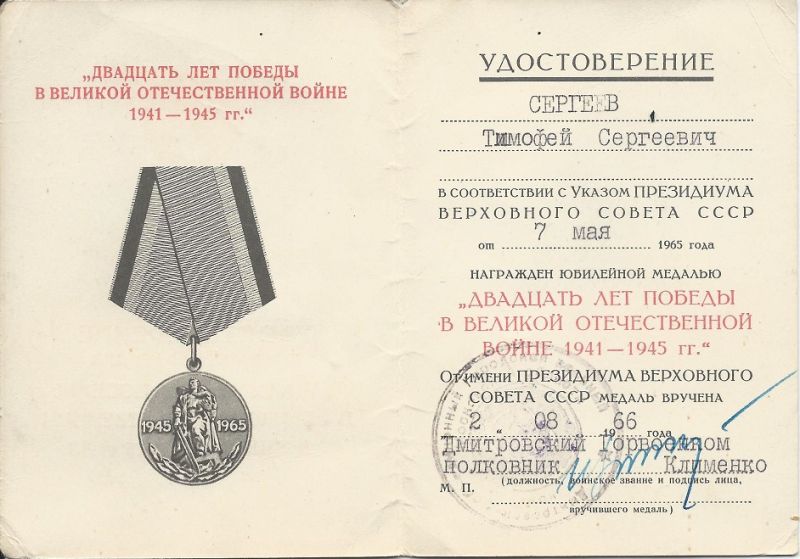 „ДВАДЦАТЬ ЛЕТ ПОБЕДЫ
В ВЕЛИКОЙ ОТЕЧЕСТВЕННОЙ ВОЙНЕ
1941—1945 гг.“
1945 1965
УДОСТОВЕРЕНИЕ
СЕРГЕЕВ
Тимофей Сергеевич
В СООТВЕТСТВИИ С УКАЗОМ ПРЕЗИДИУМА
ВЕРХОВНОГО СОВЕТА СССР
от 7 мая 1965 года
НАГРАЖДЕН ЮБИЛЕЙНОЙ МЕДАЛЬЮ
„ДВАДЦАТЬ ЛЕТ ПОБЕДЫ
В ВЕЛИКОЙ ОТЕЧЕСТВЕННОЙ
ВОЙНЕ 1941—1945 гг.“
ОТ ИМЕНИ ПРЕЗИДИУМА ВЕРХОВНОГО
СОВЕТА СССР МЕДАЛЬ ВРУЧЕНА
2 „ 08 1966 года
Дмитровский Горвоенком
полковник Клименко
(должность, воинское звание и подпись лица,
М. П.
вручившего медаль)